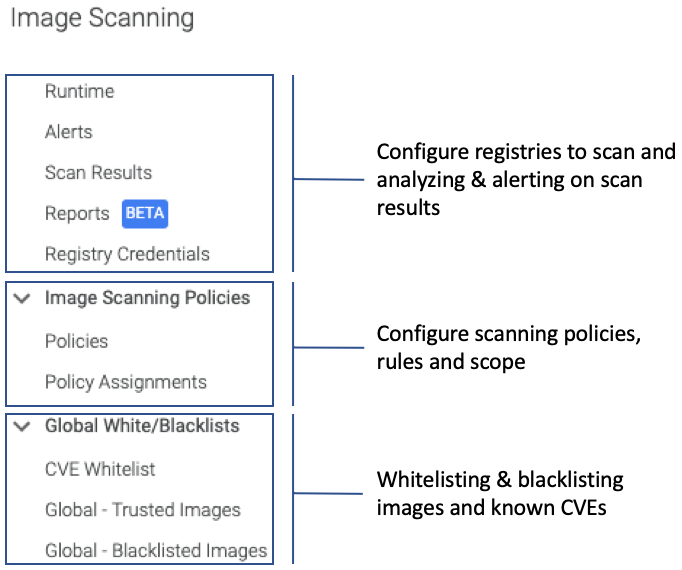 Image Scanning
Runtime
Alerts
Scan Results
Reports BETA
Registry Credentials
Configure registries to scan and
analyzing & alerting on scan
results
Image Scanning Policies
Policies
Policy Assignments
Configure scanning policies,
rules and scope
Global White/Blacklists
CVE Whitelist
Global - Trusted Images
Global - Blacklisted Images
Whitelisting & blacklisting
images and known CVEs